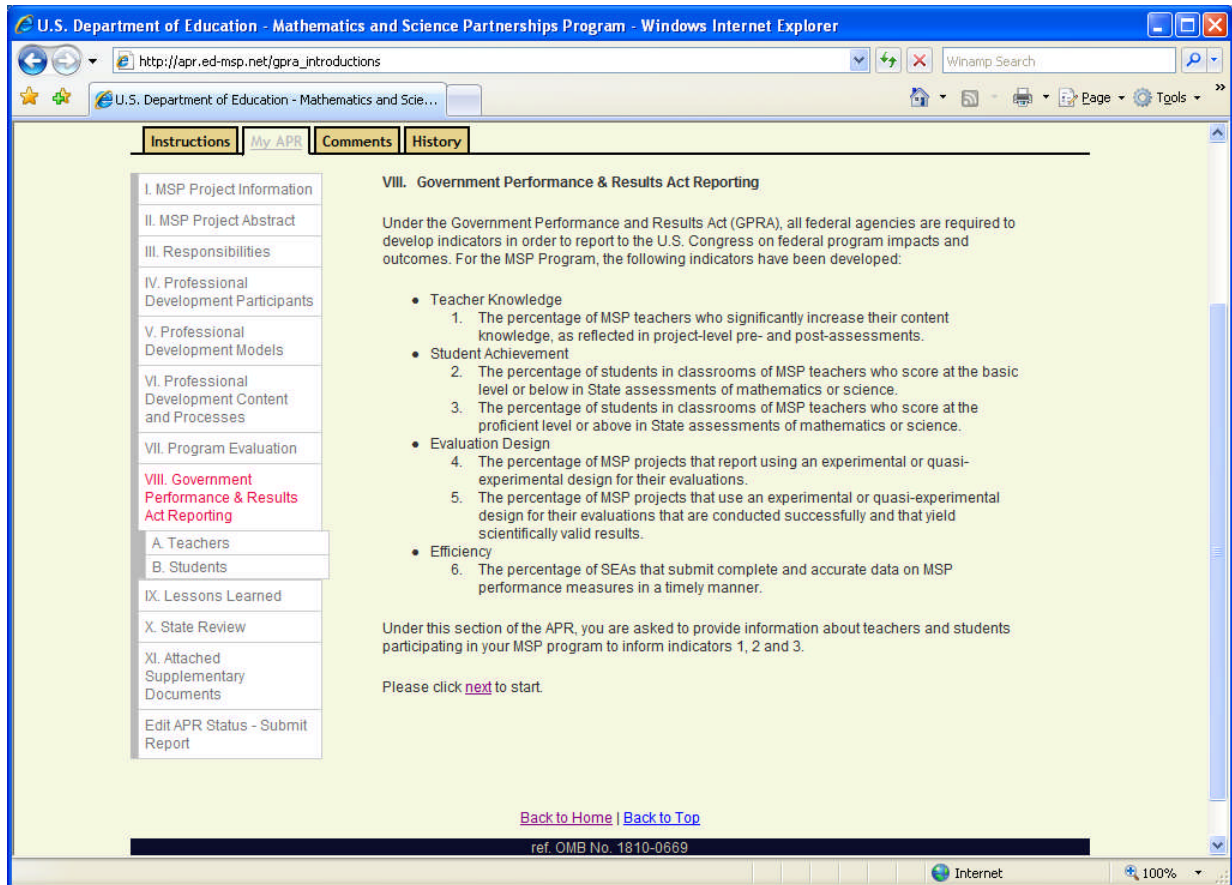 U.S. Department of Education - Mathematics and Science Partnerships Program - Windows Internet Explorer
http://apr.ed-msp.net/gpra_introductions
Winamp Search
U.S. Department of Education - Mathematics and Scie...
Page
Tools
Instructions
My APR
Comments
History
I. MSP Project Information
II. MSP Project Abstract
III. Responsibilities
IV. Professional
Development Participants
V. Professional
Development Models
VI. Professional
Development Content
and Processes
VII. Program Evaluation
VIII. Government
Performance & Results
Act Reporting
A. Teachers
B. Students
IX. Lessons Learned
X. State Review
XI. Attached
Supplementary
Documents
Edit APR Status - Submit
Report
VIII. Government Performance & Results Act Reporting
Under the Government Performance and Results Act (GPRA), all federal agencies are required to
develop indicators in order to report to the U.S. Congress on federal program impacts and
outcomes. For the MSP Program, the following indicators have been developed:
• Teacher Knowledge
1. The percentage of MSP teachers who significantly increase their content
knowledge, as reflected in project-level pre- and post-assessments.
• Student Achievement
2. The percentage of students in classrooms of MSP teachers who score at the basic
level or below in State assessments of mathematics or science.
3. The percentage of students in classrooms of MSP teachers who score at the
proficient level or above in State assessments of mathematics or science.
• Evaluation Design
4. The percentage of MSP projects that report using an experimental or quasi-
experimental design for their evaluations.
5. The percentage of MSP projects that use an experimental or quasi-experimental
design for their evaluations that are conducted successfully and that yield
scientifically valid results.
• Efficiency
6. The percentage of SEAs that submit complete and accurate data on MSP
performance measures in a timely manner.
Under this section of the APR, you are asked to provide information about teachers and students
participating in your MSP program to inform indicators 1, 2 and 3.
Please click next to start.
Back to Home | Back to Top
ref. OMB No. 1810-0669
Internet
100%